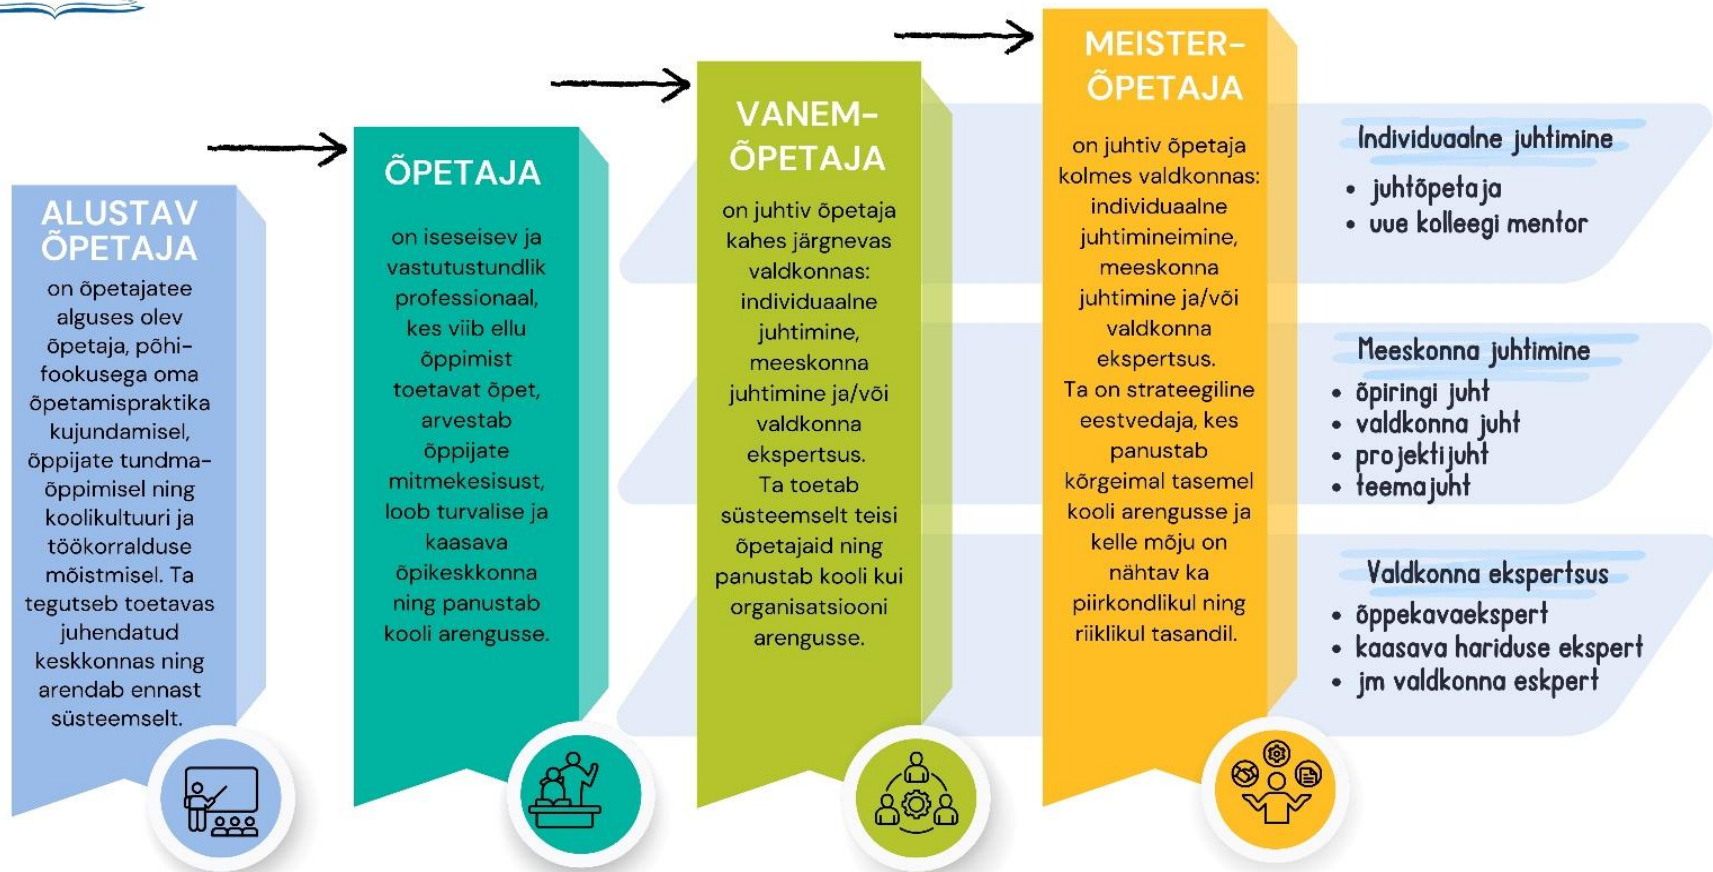 ALUSTAV
ÕPETAJA
on õpetajatee
alguses olev
õpetaja, põhi-
fookusega oma
õpetamispraktika
kujundamisel,
õppijate tundma-
õppimisel ning
koolikultuuri ja
töökorralduse
mõistmisel. Ta
tegutseb toetavas
juhendatud
keskkonnas ning
arendab ennast
süsteemselt.
ÕPETAJA
on iseseisev ja
vastutustundlik
professionaal,
kes viib ellu
õppimist
toetavat õpet,
arvestab
õppijate
mitmekesisust,
loob turvalise ja
kaasava
õpikeskkonna
ning panustab
kooli arengusse.
VANEM-
ÕPETAJA
on juhtiv õpetaja
kahes järgnevas
valdkonnas:
individuaalne
juhtimine,
meeskonna
juhtimine ja/või
valdkonna
ekspertsus.
Ta toetab
süsteemselt teisi
õpetajaid ning
panustab kooli kui
organisatsiooni
arengusse.
MEISTER-
ÕPETAJA
on juhtiv õpetaja
kolmes valdkonnas:
individuaalne
juhtimineimine,
meeskonna
juhtimine ja/või
valdkonna
ekspertsus.
Ta on strateegiline
eestvedaja, kes
panustab
kõrgeimal tasemel
kooli arengusse ja
kelle mõju on
nähtav ka
piirkondlikul ning
riiklikul tasandil.
Individuaalne juhtimine
• juhtõpetaja
• uue kolleegi mentor
Meeskonna juhtimine
• õpiringi juht
• valdkonna juht
• projektijuht
• teemajuht
Valdkonna ekspertsus
• õppekavaekspert
• kaasava hariduse ekspert
• jm valdkonna eskpert